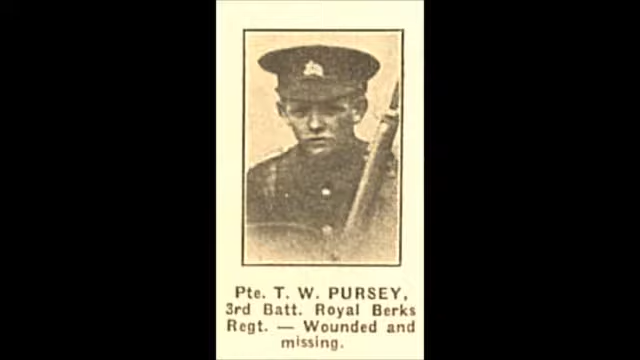 Pte. T. W. PURSEY,
3rd Batt. Royal Berks
Regt. — Wounded and
missing.